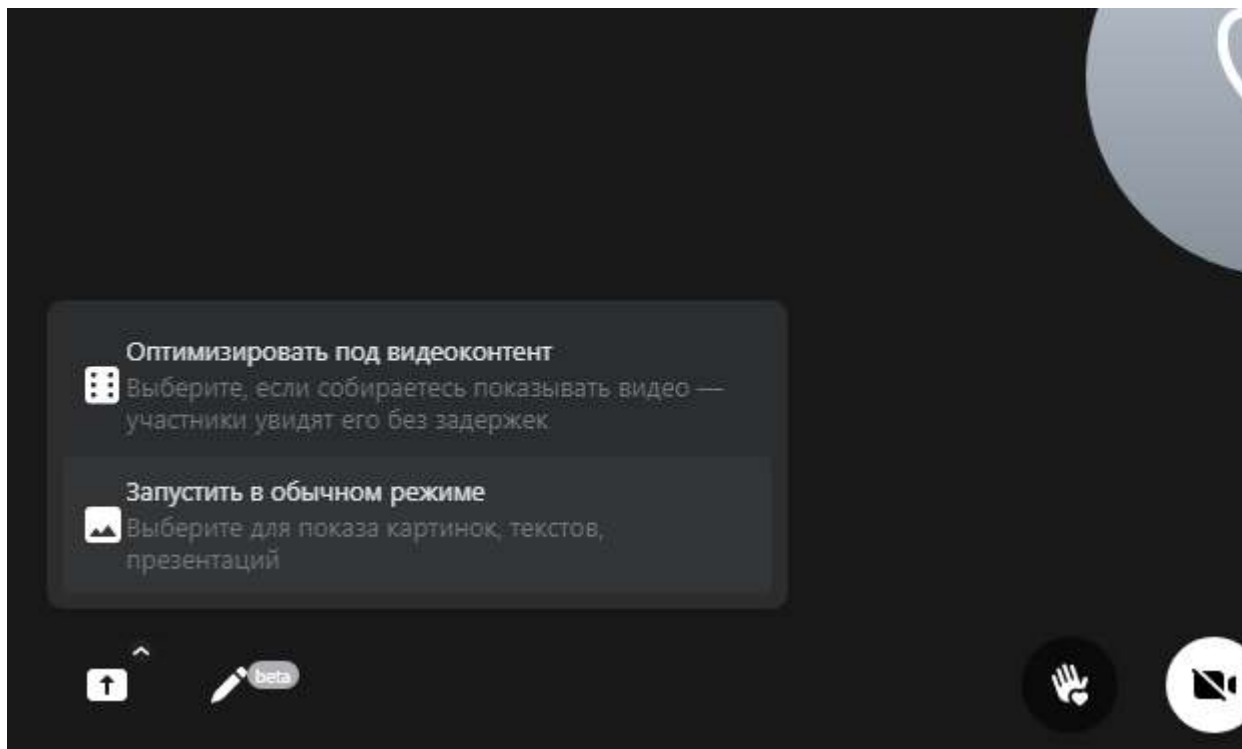 Оптимизировать под видеоконтент
Выберите, если собираетесь показывать видео —
участники увидят его без задержек
Запустить в обычном режиме
Выберите для показа картинок, текстов,
презентаций
beta